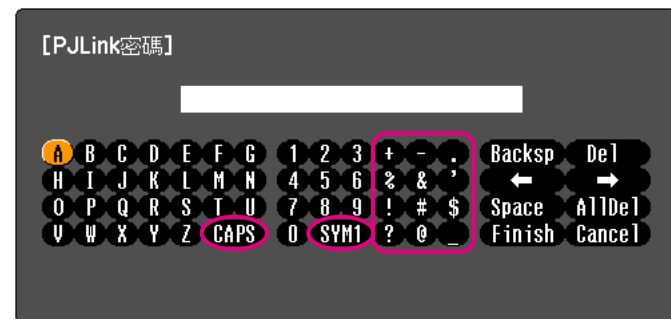 [PJLink密碼]
A B C D E F G 1 2 3 + - . Backsp Del
H I J K L M N 4 5 6 % & ' ← →
O P Q R S T U 7 8 9 ! # $ Space AllDel
V W X Y Z CAPS 0 SYM1 ? @ _ Finish Cancel